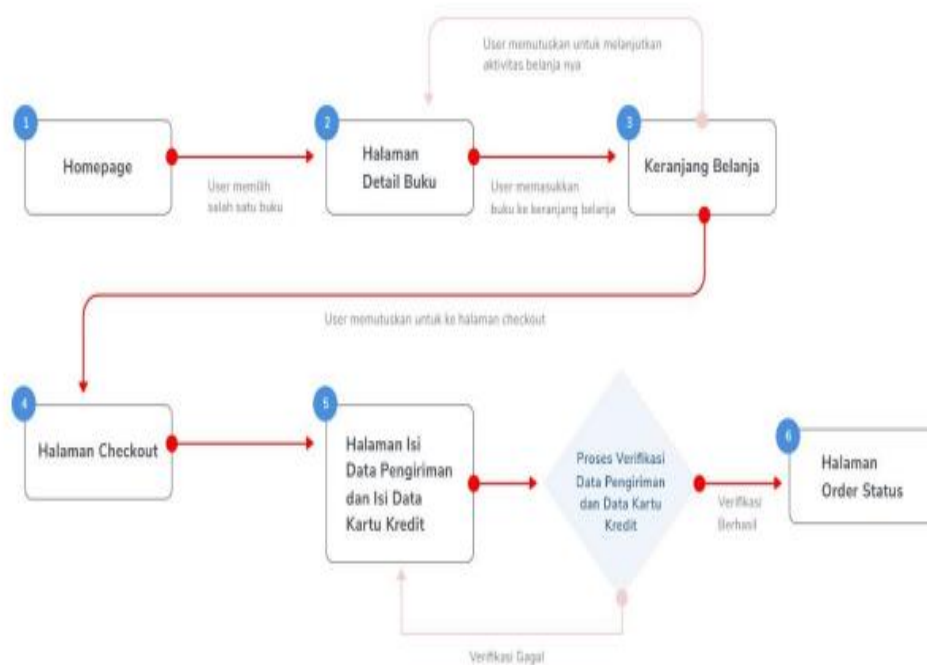 User memutuskan untuk melanjutkan
aktivitas belanja nya
1
Homepage
User memilih
salah satu buku
2
Halaman
Detail Buku
User memasukkan
buku ke keranjang belanja
3
Keranjang Belanja
User memutuskan untuk ke halaman checkout
4
Halaman Checkout
5
Halaman Isi
Data Pengiriman
dan Isi Data
Kartu Kredit
Proses Verifikasi
Data Pengiriman
dan Data Kartu
Kredit
Verifikasi
Berhasil
6
Halaman
Order Status
Verifikasi Gagal